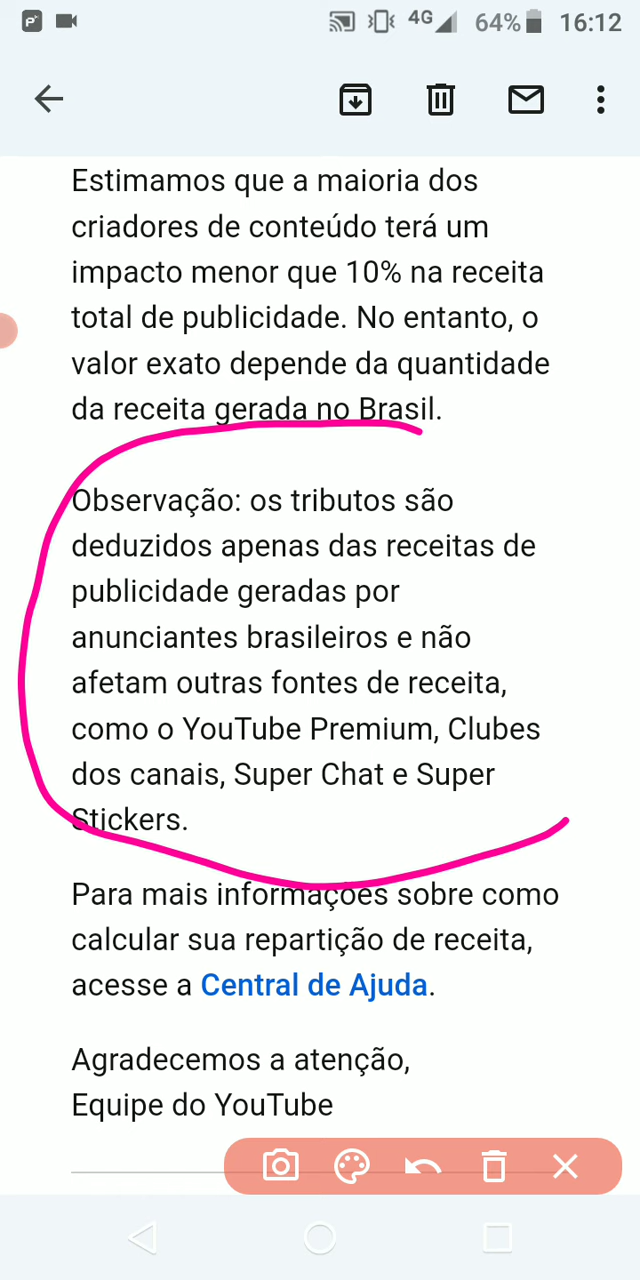 4G 64% 16:12
Estimamos que a maioria dos
criadores de conteúdo terá um
impacto menor que 10% na receita
total de publicidade. No entanto, o
valor exato depende da quantidade
da receita gerada no Brasil.
Observação: os tributos são
deduzidos apenas das receitas de
publicidade geradas por
anunciantes brasileiros e não
afetam outras fontes de receita,
como o YouTube Premium, Clubes
dos canais, Super Chat e Super
Stickers.
Para mais informações sobre como
calcular sua repartição de receita,
acesse a Central de Ajuda.
Agradecemos a atenção,
Equipe do YouTube